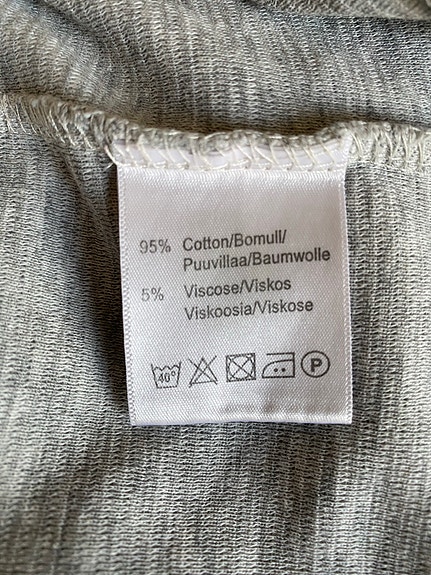 95% Cotton/Bomull/
Puuvillaa/Baumwolle
5% Viscose/Viskos
Viskoosia/Viskose
40° P